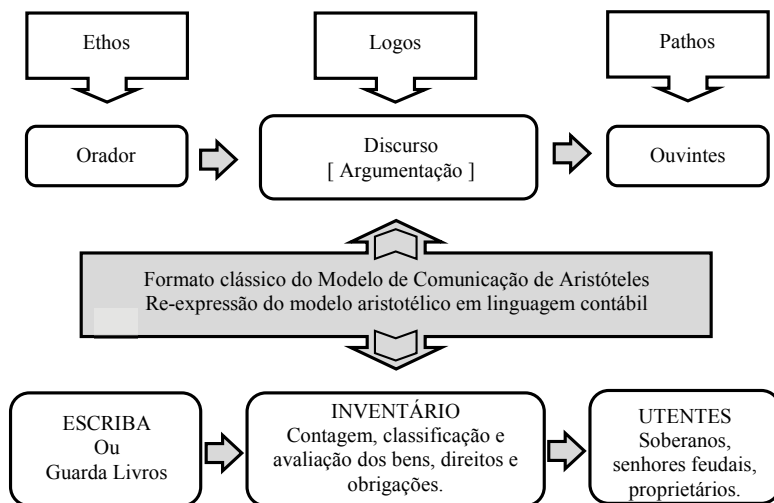 Ethos
Logos
Pathos
Orador
Discurso
[ Argumentação ]
Ouvintes
Formato clássico do Modelo de Comunicação de Aristóteles
Re-expressão do modelo aristotélico em linguagem contábil
ESCRIBA
Ou
Guarda Livros
INVENTÁRIO
Contagem, classificação e
avaliação dos bens, direitos e
obrigações.
UTENTES
Soberanos,
senhores feudais,
proprietários.